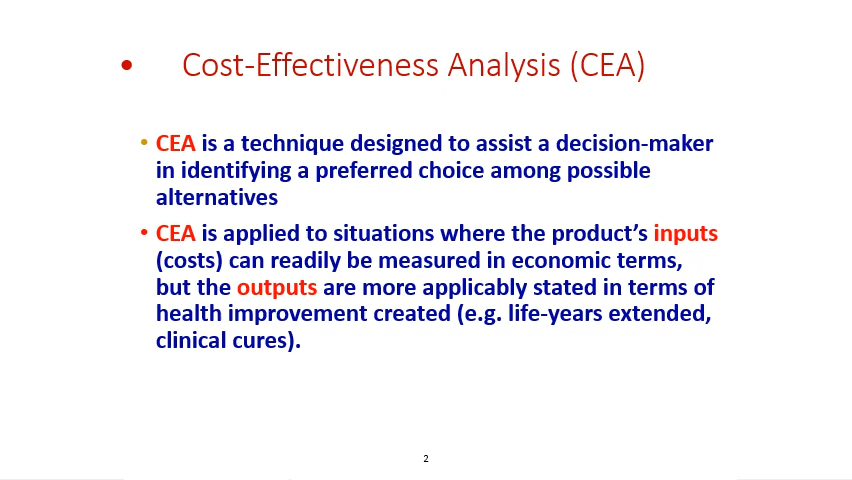 • Cost-Effectiveness Analysis (CEA)
• CEA is a technique designed to assist a decision-maker
in identifying a preferred choice among possible
alternatives
• CEA is applied to situations where the product’s inputs
(costs) can readily be measured in economic terms,
but the outputs are more applicably stated in terms of
health improvement created (e.g. life-years extended,
clinical cures).
2